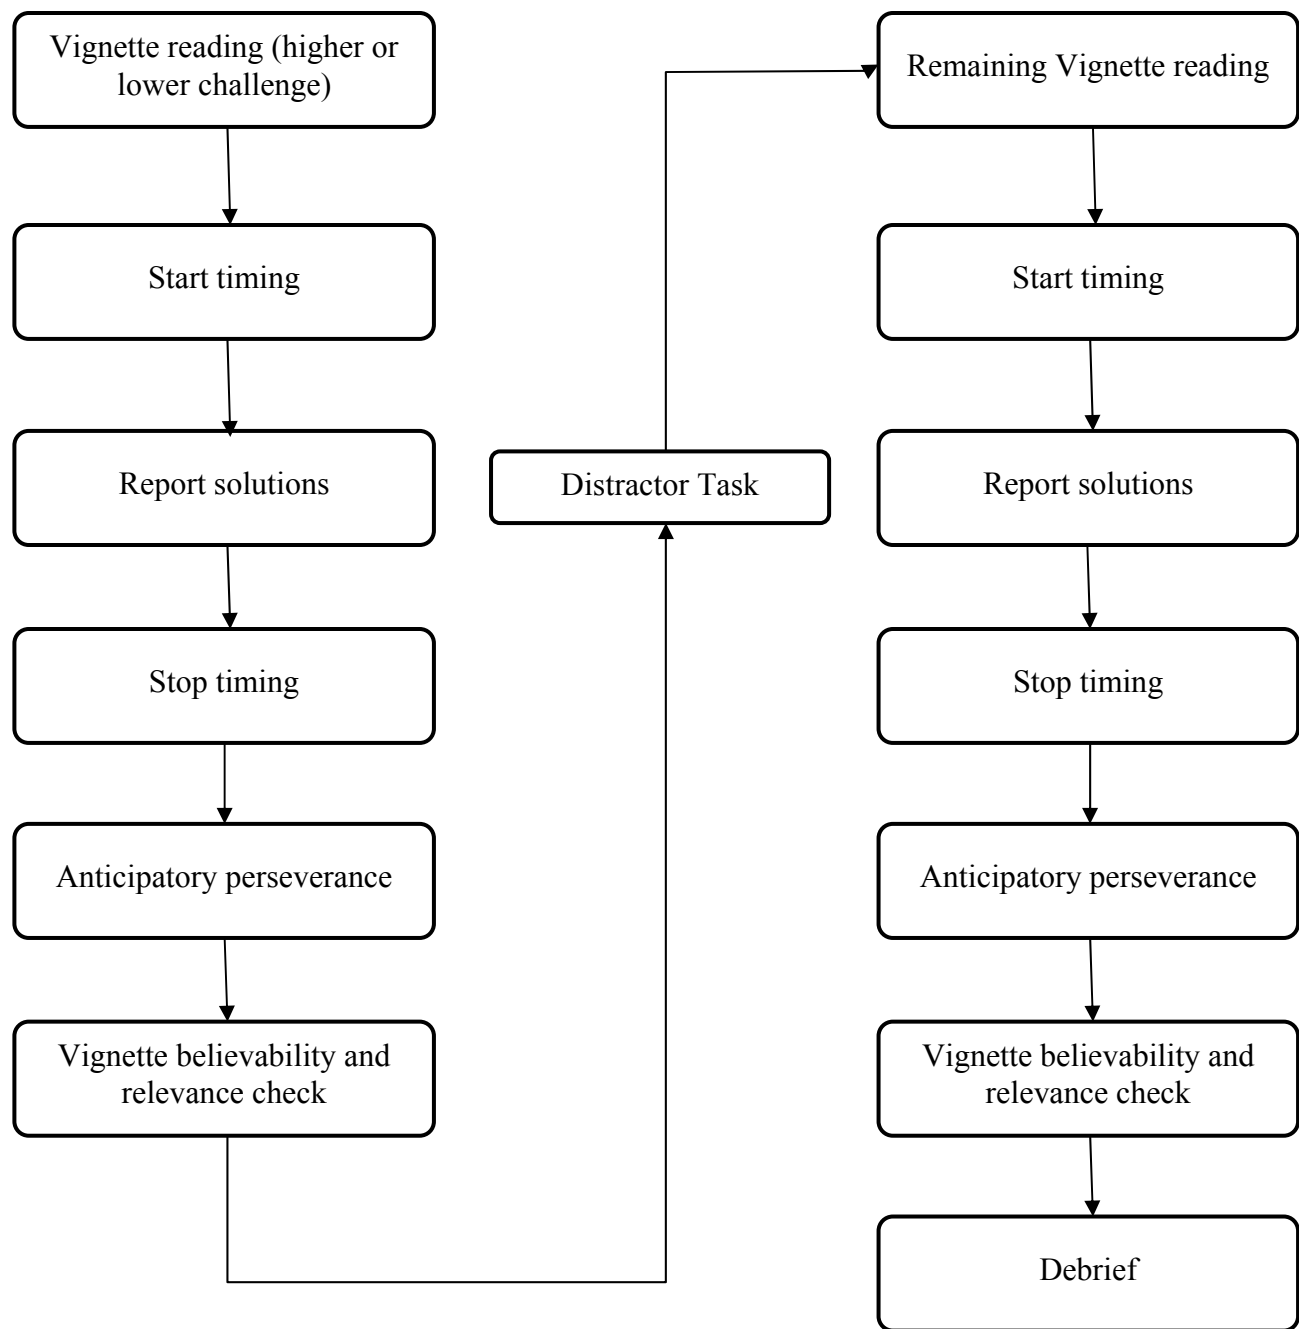 Vignette reading (higher or
lower challenge)
Start timing
Report solutions
Stop timing
Anticipatory perseverance
Vignette believability and
relevance check
Distractor Task
Remaining Vignette reading
Start timing
Report solutions
Stop timing
Anticipatory perseverance
Vignette believability and
relevance check
Debrief